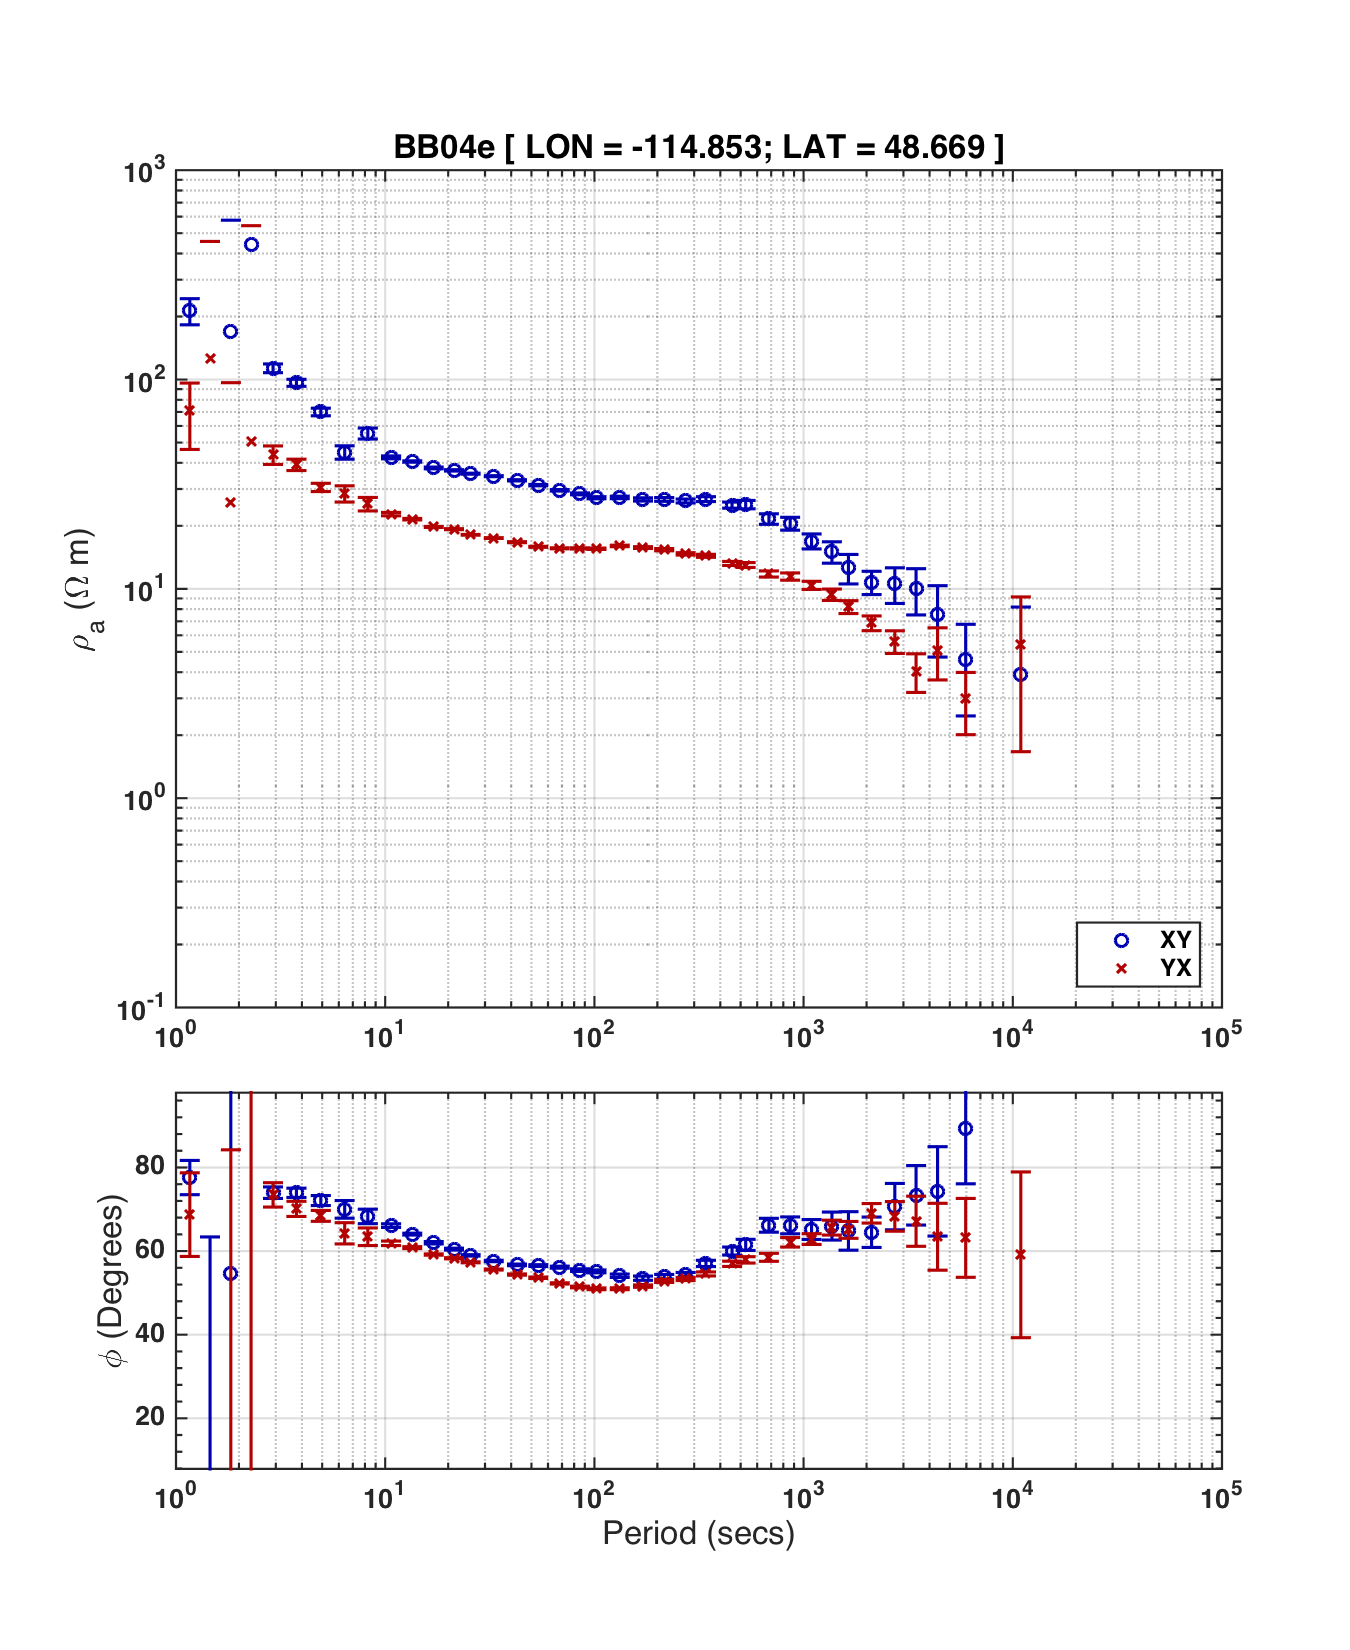 BB04e [ LON = -114.853; LAT = 48.669 ]
10³
10²
10¹
10⁰
10⁻¹
ρₐ (Ω m)
XY
YX
10⁰ 10¹ 10² 10³ 10⁴ 10⁵
80
60
40
20
ϕ (Degrees)
10⁰ 10¹ 10² 10³ 10⁴ 10⁵
Period (secs)